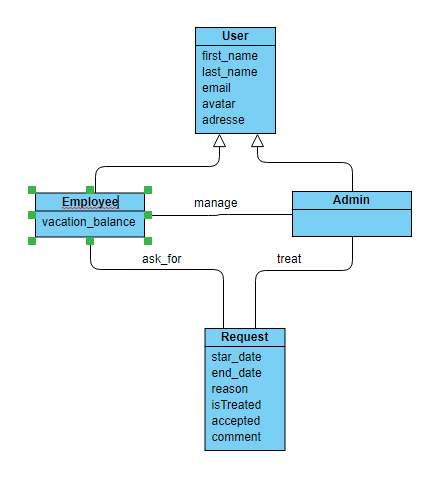 User
first_name
last_name
email
avatar
adresse
Employee
vacation_balance
manage
Admin
ask_for
treat
Request
star_date
end_date
reason
isTreated
accepted
comment